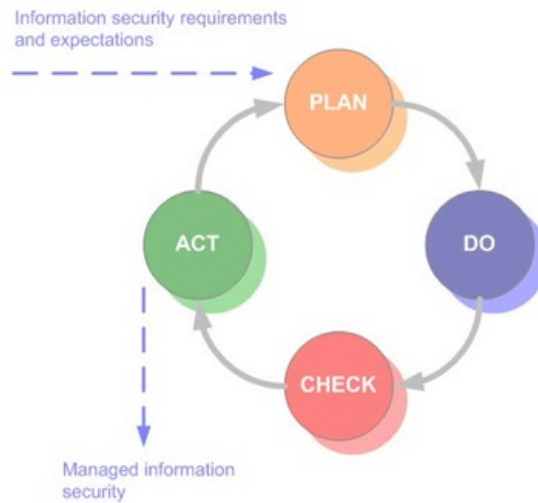 Information security requirements
and expectations
PLAN
ACT
DO
CHECK
Managed information
security